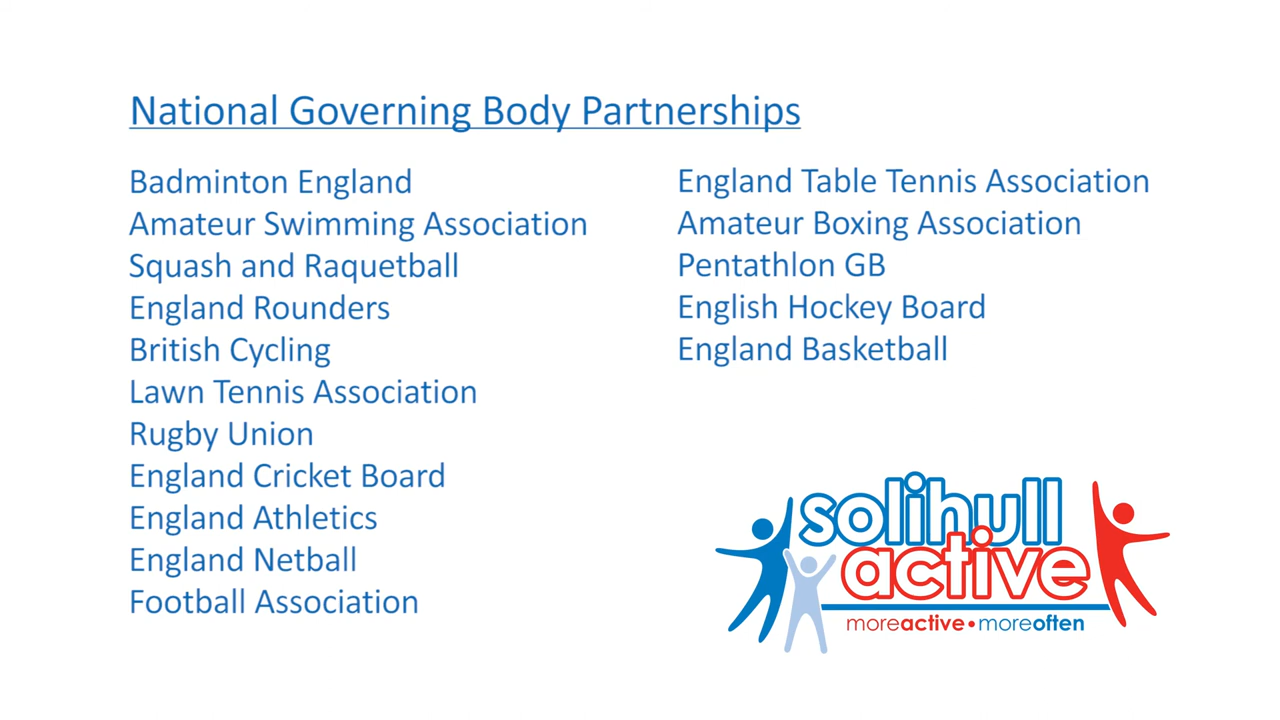 National Governing Body Partnerships
Badminton England
Amateur Swimming Association
Squash and Raquetball
England Rounders
British Cycling
Lawn Tennis Association
Rugby Union
England Cricket Board
England Athletics
England Netball
Football Association
England Table Tennis Association
Amateur Boxing Association
Pentathlon GB
English Hockey Board
England Basketball
solihull
active
moreactive•moreoften